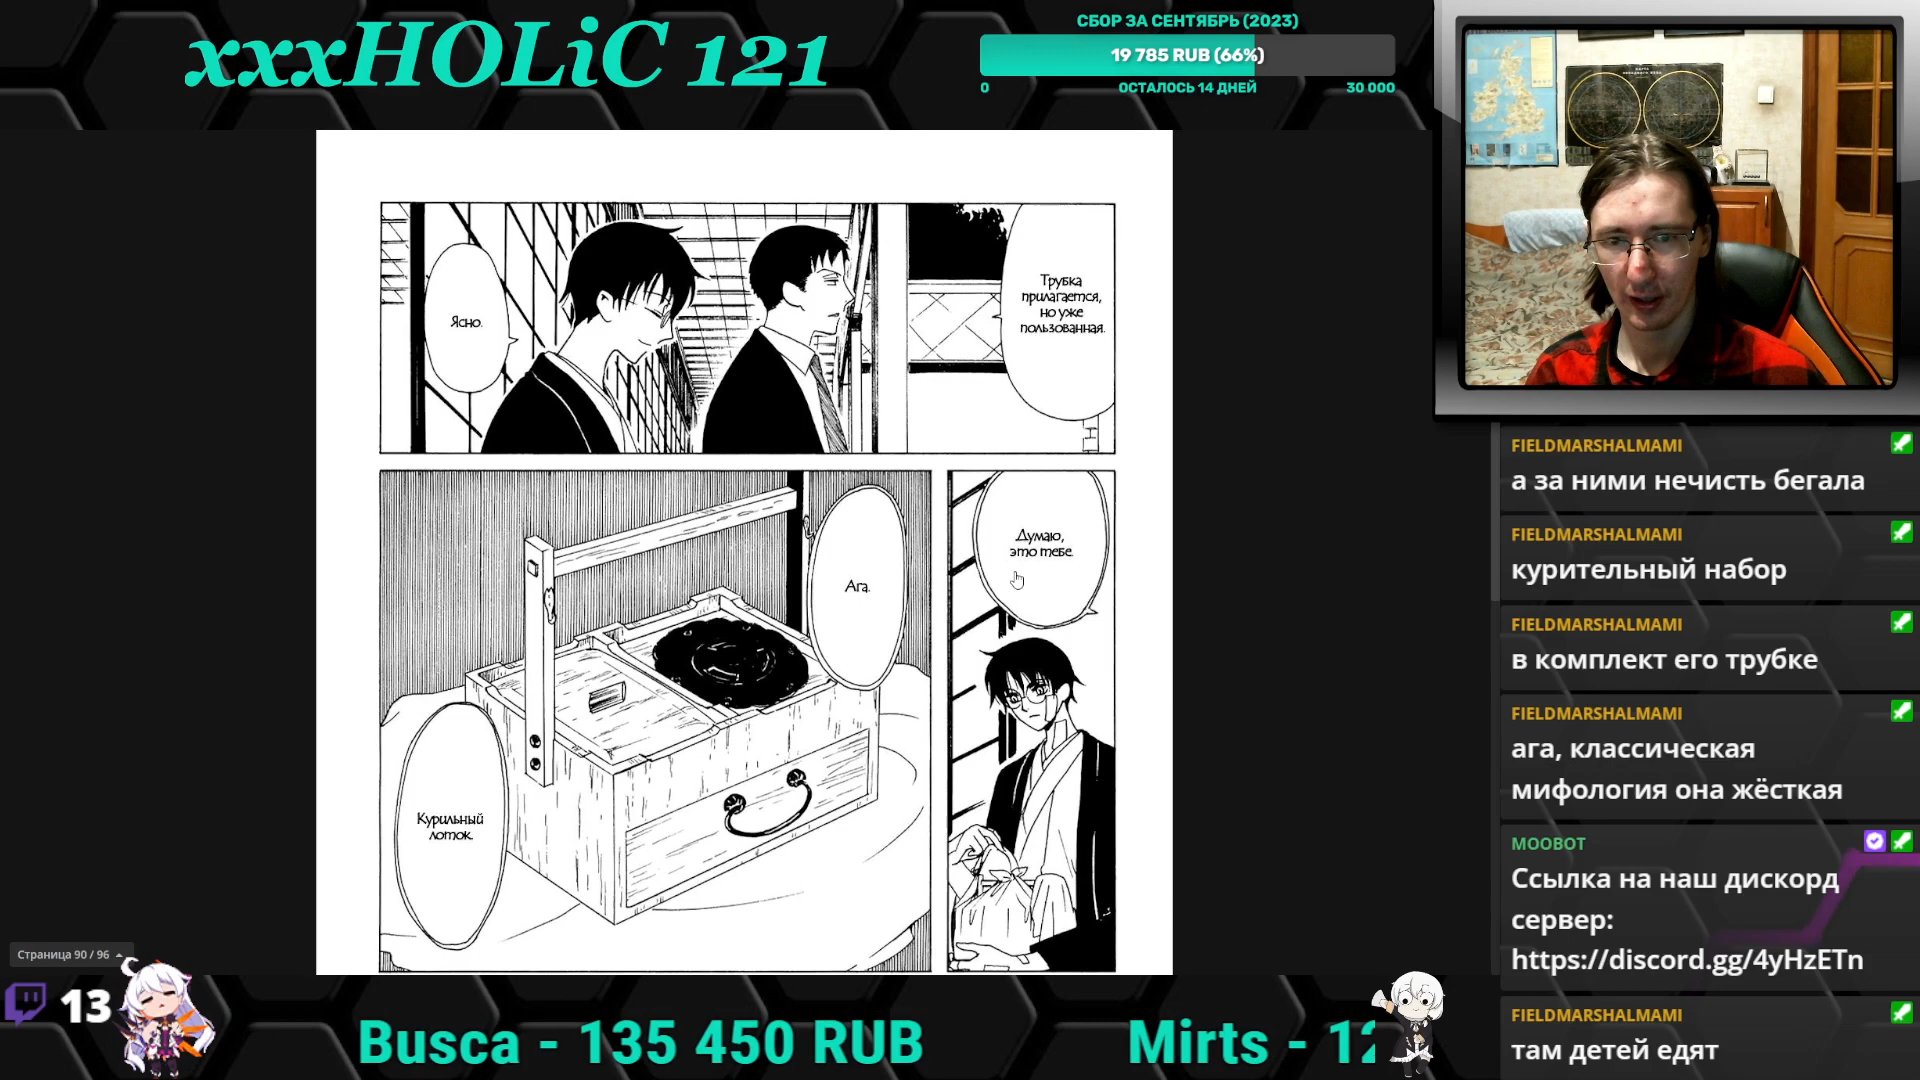 xxxHOLiC 121
СБОР ЗА СЕНТЯБРЬ (2023)
19 785 RUB (66%)
0
ОСТАЛОСЬ 14 ДНЕЙ
30 000
Трубка
прилагается,
но уже
пользованная.
Ясно.
Думаю,
это тебе.
Ага.
Курильный
лоток.
FIELDMARSHALMAMI
а за ними нечисть бегала
FIELDMARSHALMAMI
курительный набор
FIELDMARSHALMAMI
в комплект его трубке
FIELDMARSHALMAMI
ага, классическая
мифология она жёсткая
MOOBOT
Ссылка на наш дискорд
сервер:
https://discord.gg/4yHzETn
FIELDMARSHALMAMI
там детей едят
Страница 90 / 96
13
Busca - 135 450 RUB
Mirts - 12